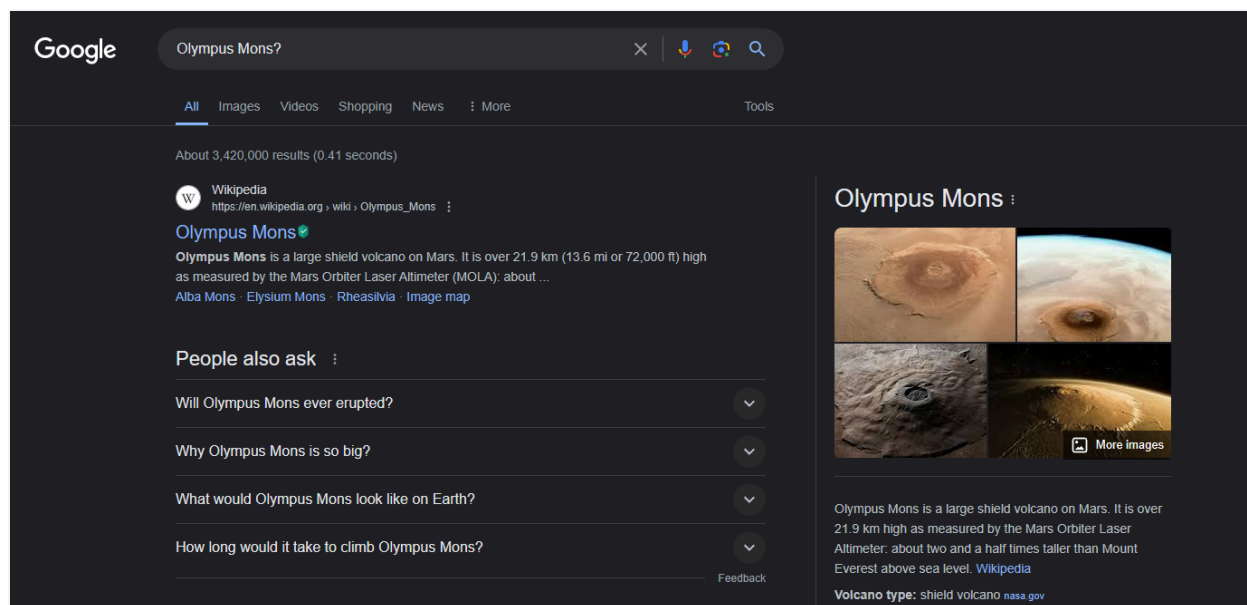 Google
Olympus Mons?
All Images Videos Shopping News More Tools
About 3,420,000 results (0.41 seconds)
W
Wikipedia
https://en.wikipedia.org › wiki › Olympus_Mons
Olympus Mons
Olympus Mons is a large shield volcano on Mars. It is over 21.9 km (13.6 mi or 72,000 ft) high
as measured by the Mars Orbiter Laser Altimeter (MOLA): about ...
Alba Mons · Elysium Mons · Rheasilvia · Image map
People also ask
Will Olympus Mons ever erupted?
Why Olympus Mons is so big?
What would Olympus Mons look like on Earth?
How long would it take to climb Olympus Mons?
Feedback
Olympus Mons
More images
Olympus Mons is a large shield volcano on Mars. It is over
21.9 km high as measured by the Mars Orbiter Laser
Altimeter: about two and a half times taller than Mount
Everest above sea level. Wikipedia
Volcano type: shield volcano nasa.gov